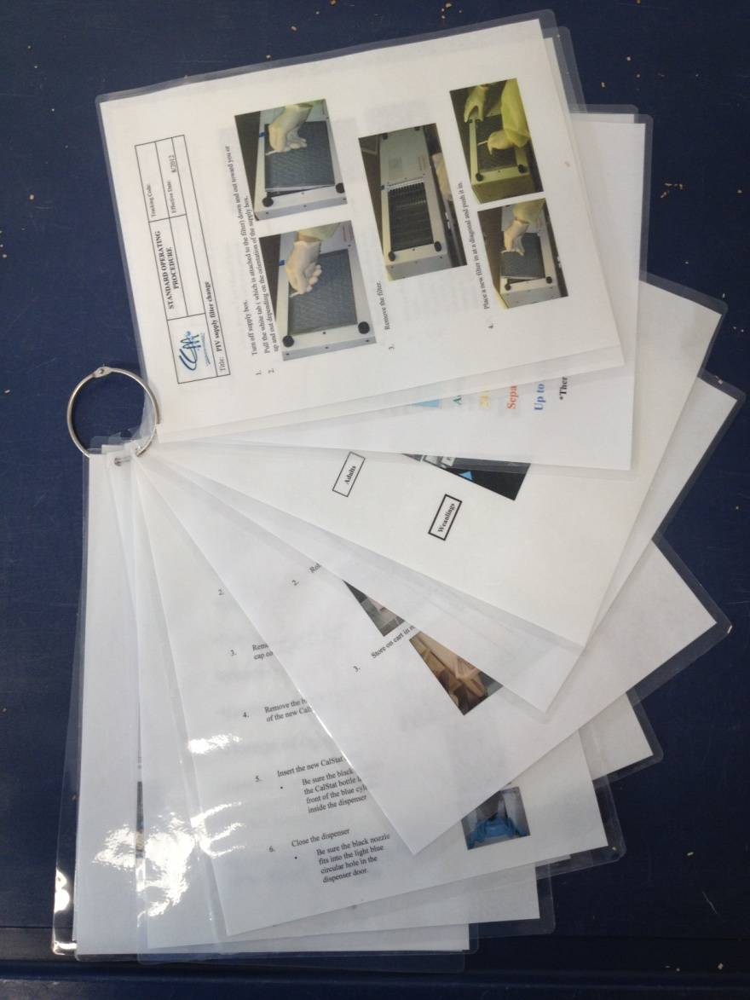 STANDARD OPERATING
PROCEDURE
Tracking Code:
Effective Date: 8/2012
Title: PIV supply filter change
1. Turn off supply box.
2. Pull the white tab ( which is attached to the filter) down and out toward you or
up and out depending on the orientation of the supply box.
3. Remove the filter.
4. Place a new filter in at a diagonal and push it in.
Sepa
Up to
*Ther
Adults
Weanlings
2.
3. Store on cart in
2.
3. Rem
cap
4. Remove the
of the new Cal
5. Insert the new CalStat
• Be sure the black
the CalStat bottle
front of the blue cyl
inside the dispenser
6. Close the dispenser
• Be sure the black nozzle
fits into the light blue
circular hole in the
dispenser door.